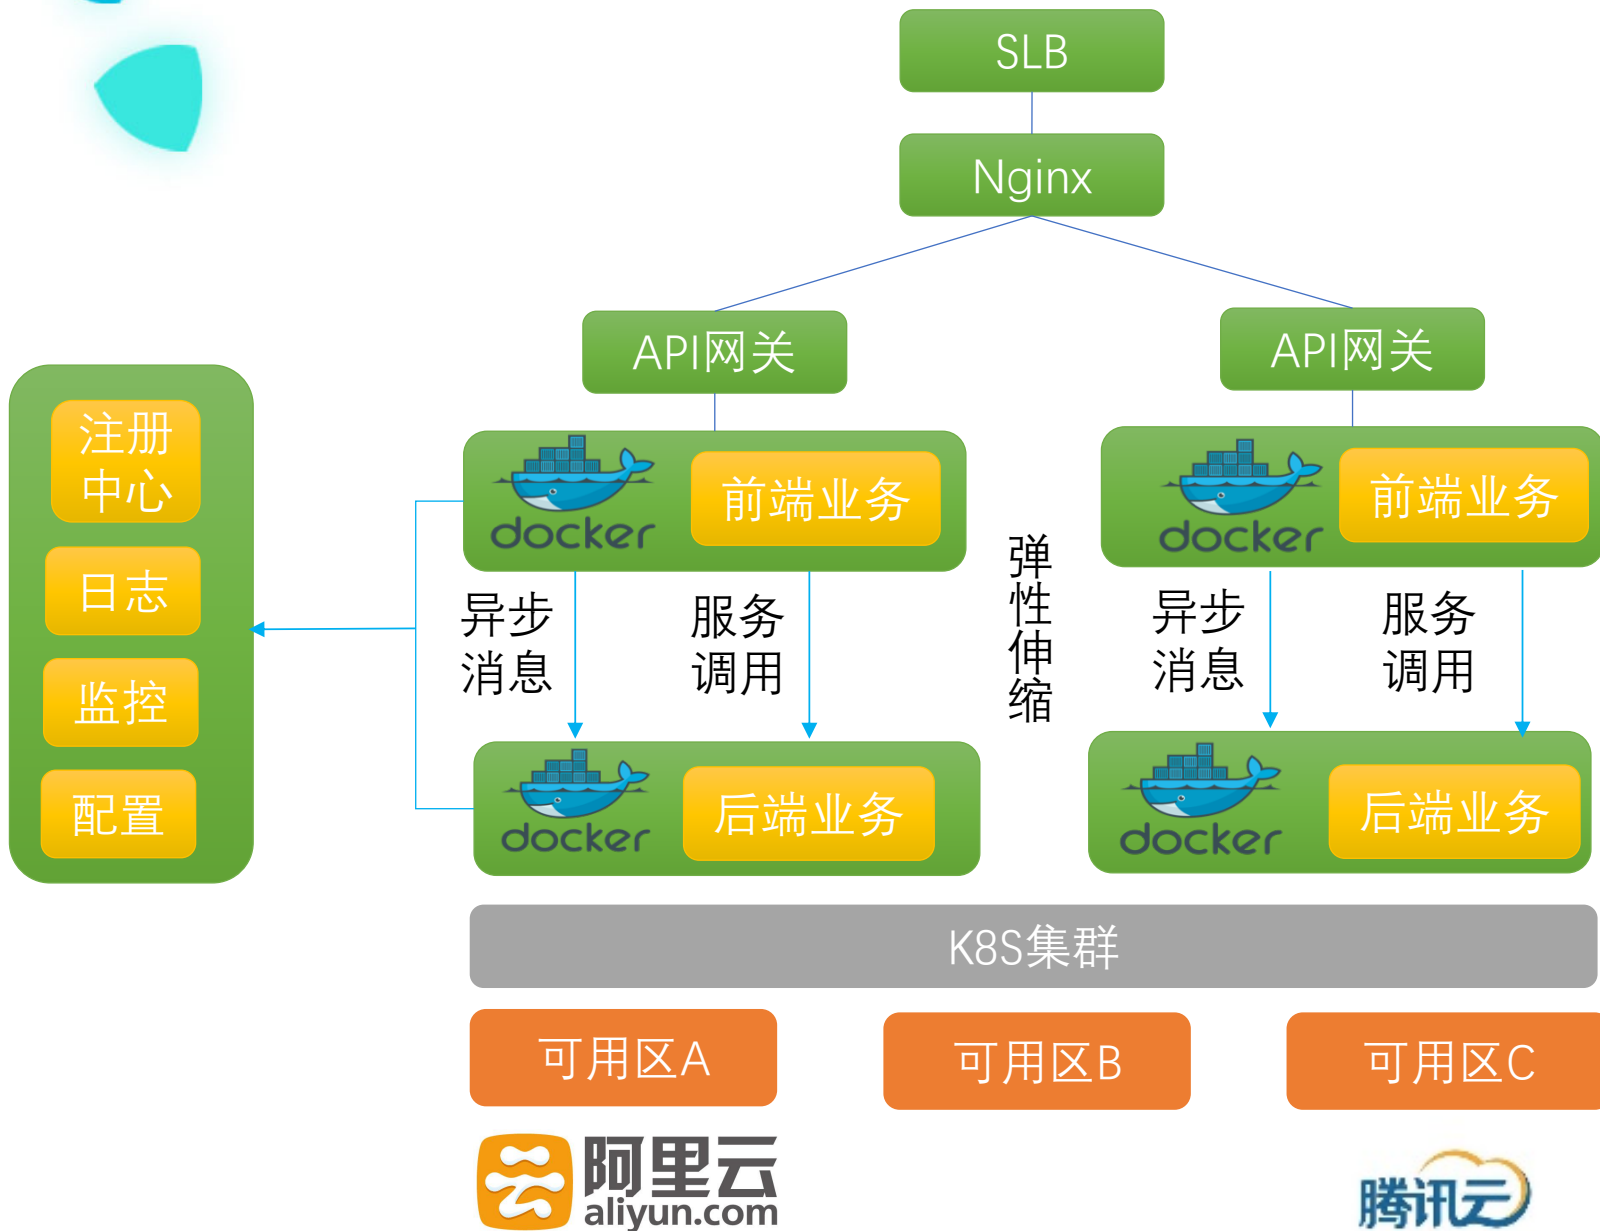 SLB
Nginx
API网关
API网关
注册
中心
日志
监控
配置
docker
前端业务
docker
前端业务
异步
消息
服务
调用
弹
性
伸
缩
异步
消息
服务
调用
docker
后端业务
docker
后端业务
K8S集群
可用区A
可用区B
可用区C
阿里云
aliyun.com
腾讯云